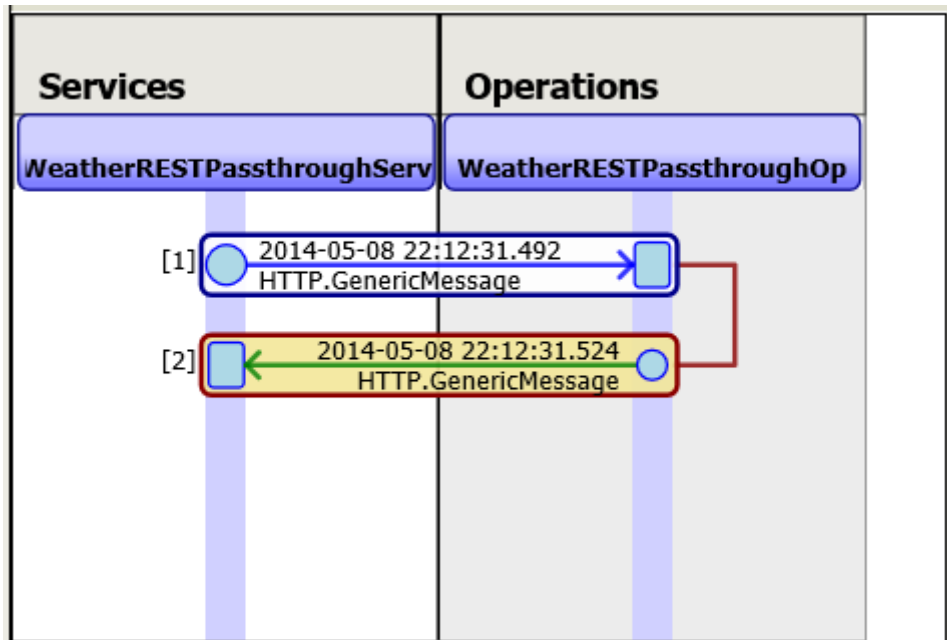 Services
Operations
WeatherRESTPassthroughServ
WeatherRESTPassthroughOp
[1]
2014-05-08 22:12:31.492
HTTP.GenericMessage
[2]
2014-05-08 22:12:31.524
HTTP.GenericMessage